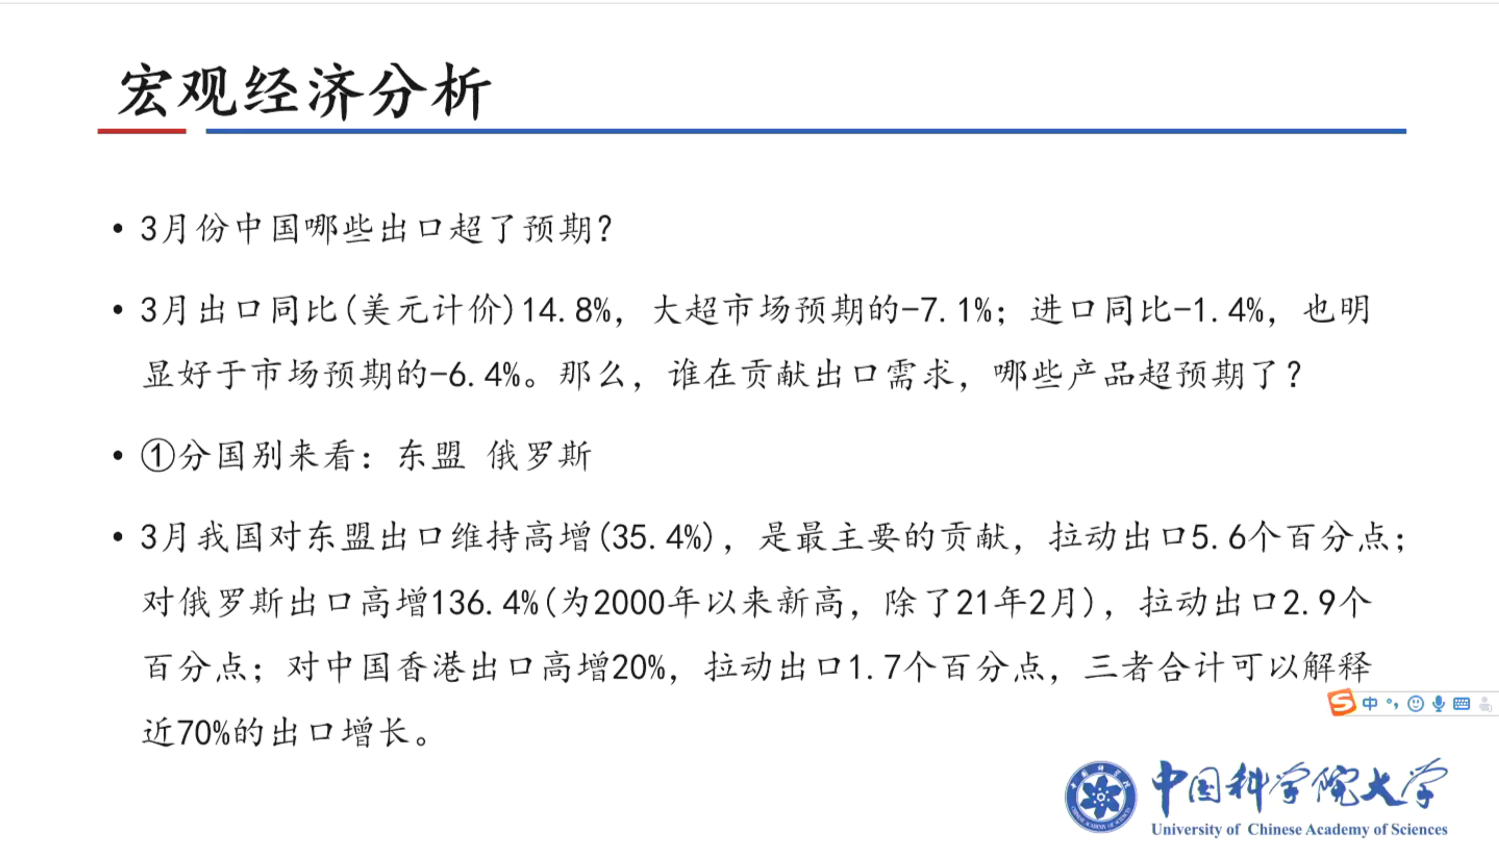 宏观经济分析
• 3月份中国哪些出口超了预期?
• 3月出口同比(美元计价)14.8%，大超市场预期的-7.1%；进口同比-1.4%，也明
显好于市场预期的-6.4%。那么，谁在贡献出口需求，哪些产品超预期了?
• ①分国别来看：东盟 俄罗斯
• 3月我国对东盟出口维持高增(35.4%)，是最主要的贡献，拉动出口5.6个百分点；
对俄罗斯出口高增136.4%(为2000年以来新高，除了21年2月)，拉动出口2.9个
百分点；对中国香港出口高增20%，拉动出口1.7个百分点，三者合计可以解释
近70%的出口增长。
中
中国科学院大学
University of Chinese Academy of Sciences